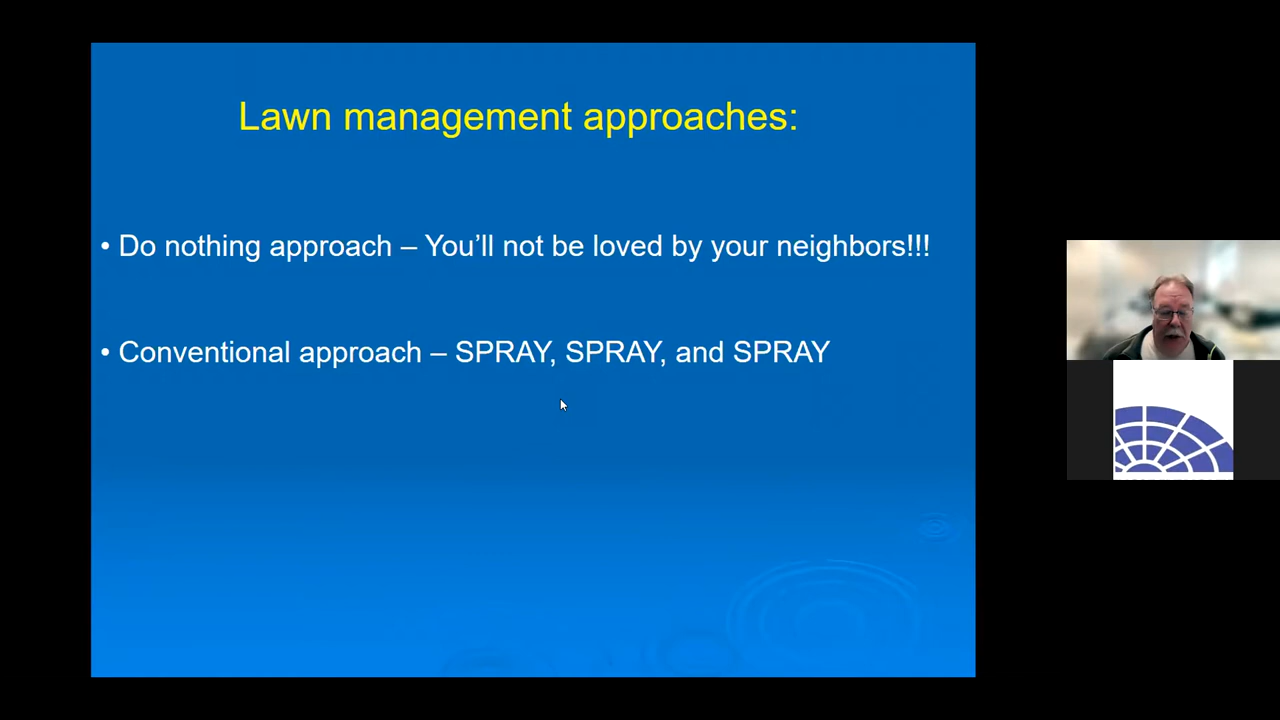 Lawn management approaches:
• Do nothing approach – You’ll not be loved by your neighbors!!!
• Conventional approach – SPRAY, SPRAY, and SPRAY